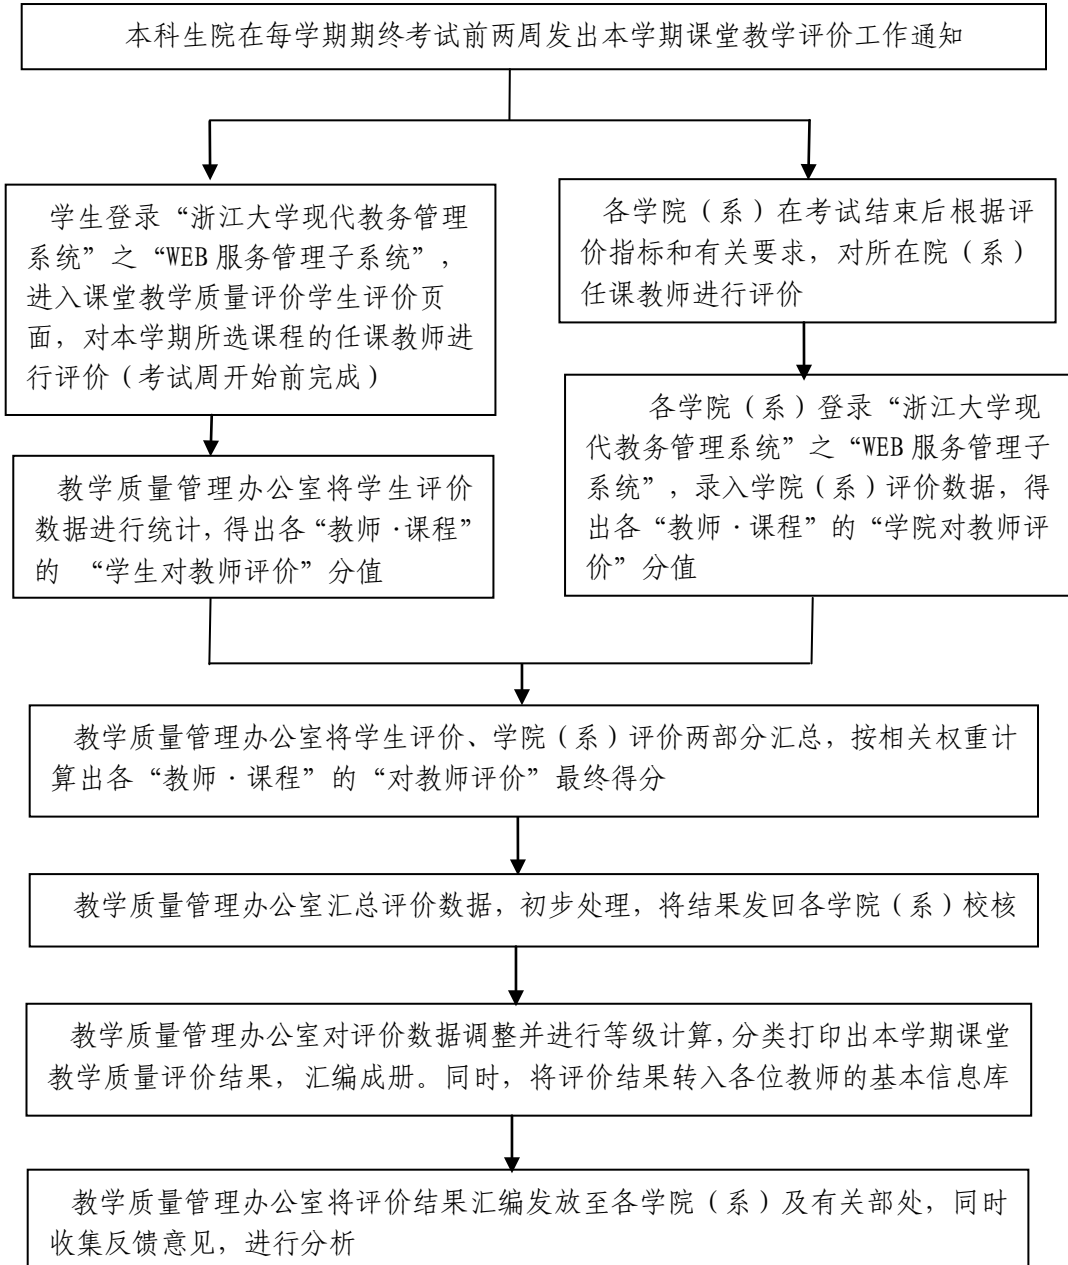 本科生院在每学期期终考试前两周发出本学期课堂教学评价工作通知
学生登录“浙江大学现代教务管理
系统”之“WEB 服务管理子系统”，
进入课堂教学质量评价学生评价页
面，对本学期所选课程的任课教师进
行评价（考试周开始前完成）
教学质量管理办公室将学生评价
数据进行统计，得出各“教师·课程”
的 “学生对教师评价”分值
各学院（系）在考试结束后根据评
价指标和有关要求，对所在院（系）
任课教师进行评价
各学院（系）登录“浙江大学现
代教务管理系统”之“WEB 服务管理子
系统”，录入学院（系）评价数据，得
出各“教师·课程”的“学院对教师评
价”分值
教学质量管理办公室将学生评价、学院（系）评价两部分汇总，按相关权重计
算出各“教师·课程”的“对教师评价”最终得分
教学质量管理办公室汇总评价数据，初步处理，将结果发回各学院（系）校核
教学质量管理办公室对评价数据调整并进行等级计算，分类打印出本学期课堂
教学质量评价结果，汇编成册。同时，将评价结果转入各位教师的基本信息库
教学质量管理办公室将评价结果汇编发放至各学院（系）及有关部处，同时
收集反馈意见，进行分析